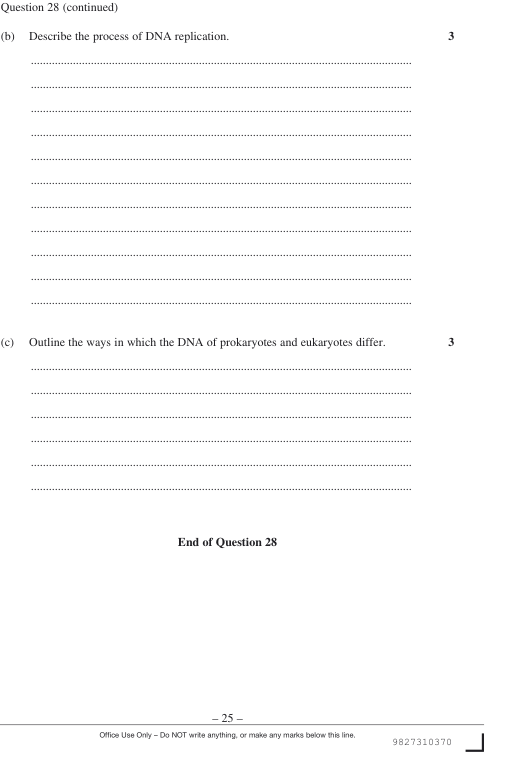 Question 28 (continued)
(b) Describe the process of DNA replication. 3
(c) Outline the ways in which the DNA of prokaryotes and eukaryotes differ. 3
End of Question 28
– 25 –
Office Use Only – Do NOT write anything, or make any marks below this line.
9827310370